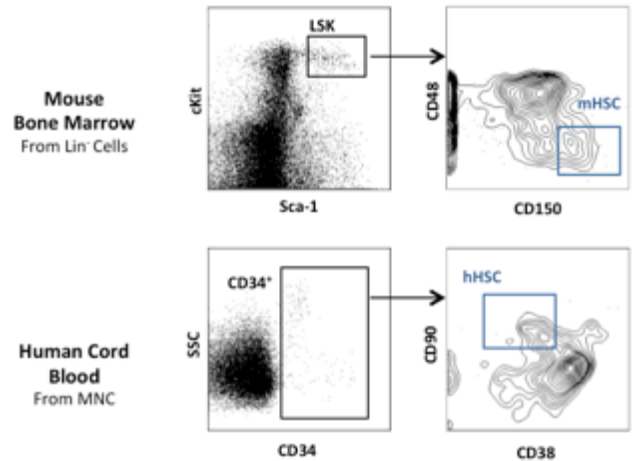 LSK
cKit
CD48
mHSC
Mouse
Bone Marrow
From Lin⁻ Cells
Sca-1
CD150
CD34⁺
hHSC
SSC
CD90
Human Cord
Blood
From MNC
CD34
CD38